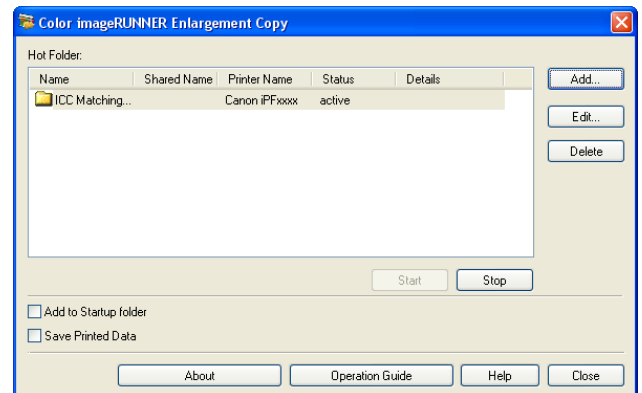 Color imageRUNNER Enlargement Copy
Hot Folder:
Name Shared Name Printer Name Status Details
ICC Matching... Canon iPFxxxx active
Add...
Edit...
Delete
Start Stop
Add to Startup folder
Save Printed Data
About Operation Guide Help Close